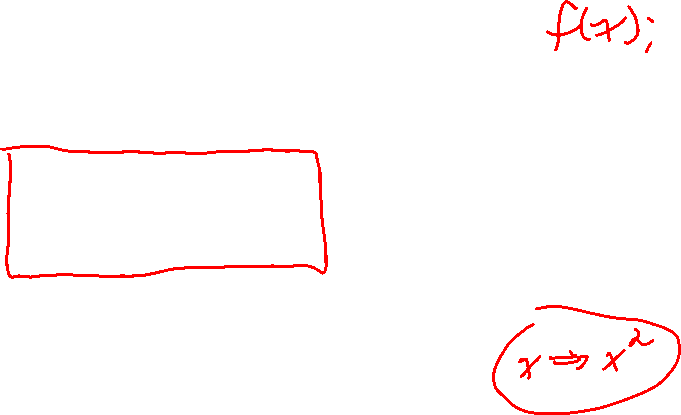 f(x);
x => x²